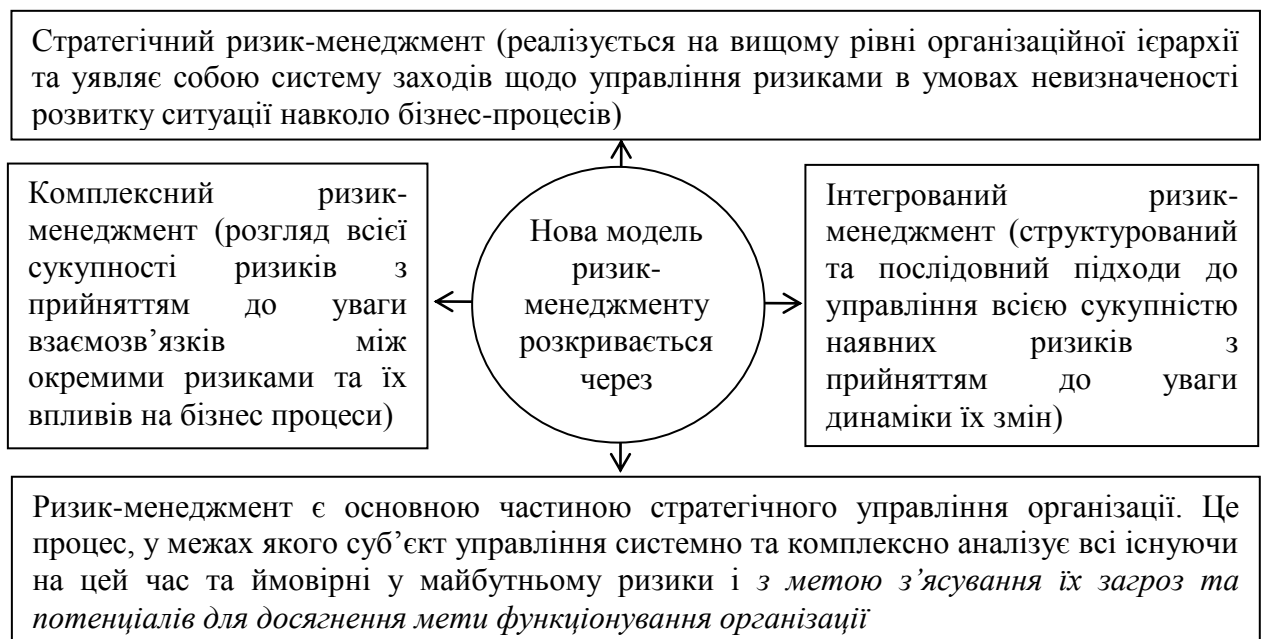 Стратегічний ризик-менеджмент (реалізується на вищому рівні організаційної ієрархії
та уявляє собою систему заходів щодо управління ризиками в умовах невизначеності
розвитку ситуації навколо бізнес-процесів)
Комплексний ризик-
менеджмент (розгляд всієї
сукупності ризиків з
прийняттям до уваги
взаємозв’язків між
окремими ризиками та їх
впливів на бізнес процеси)
Нова модель
ризик-
менеджменту
розкривається
через
Інтегрований ризик-
менеджмент (структурований
та послідовний підходи до
управління всією сукупністю
наявних ризиків з
прийняттям до уваги
динаміки їх змін)
Ризик-менеджмент є основною частиною стратегічного управління організації. Це
процес, у межах якого суб’єкт управління системно та комплексно аналізує всі існуючи
на цей час та ймовірні у майбутньому ризики і з метою з’ясування їх загроз та
потенціалів для досягнення мети функціонування організації